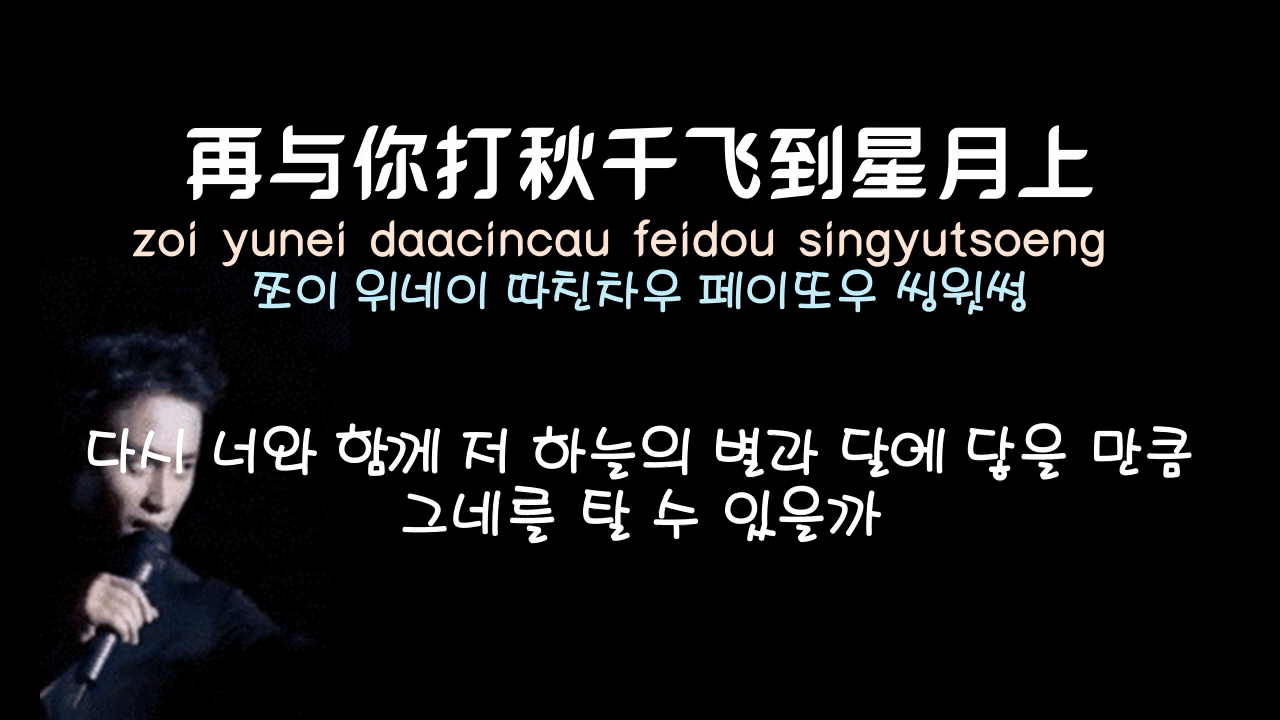 再与你打秋千飞到星月上
zoi yunei daacincau feidou singyutsoeng
쪼이 위네이 따친차우 페이또우 씽윗썽
다시 너와 함께 저 하늘의 별과 달에 닿을 만큼
그네를 탈 수 있을까